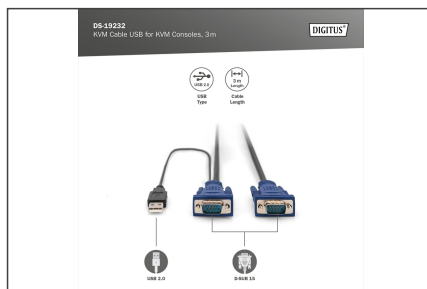 DS-19232
KVM Cable USB for KVM Consoles, 3 m
DIGITUS®
USB 2.0
3 m
Length
USB
Type
Cable
Length
USB 2.0
D-SUB 15